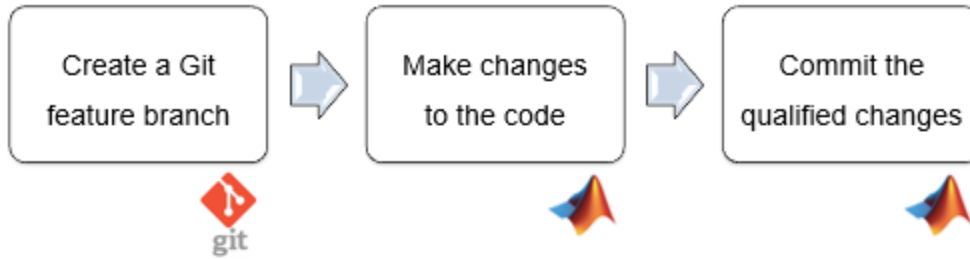 Create a Git
feature branch
Make changes
to the code
Commit the
qualified changes
git